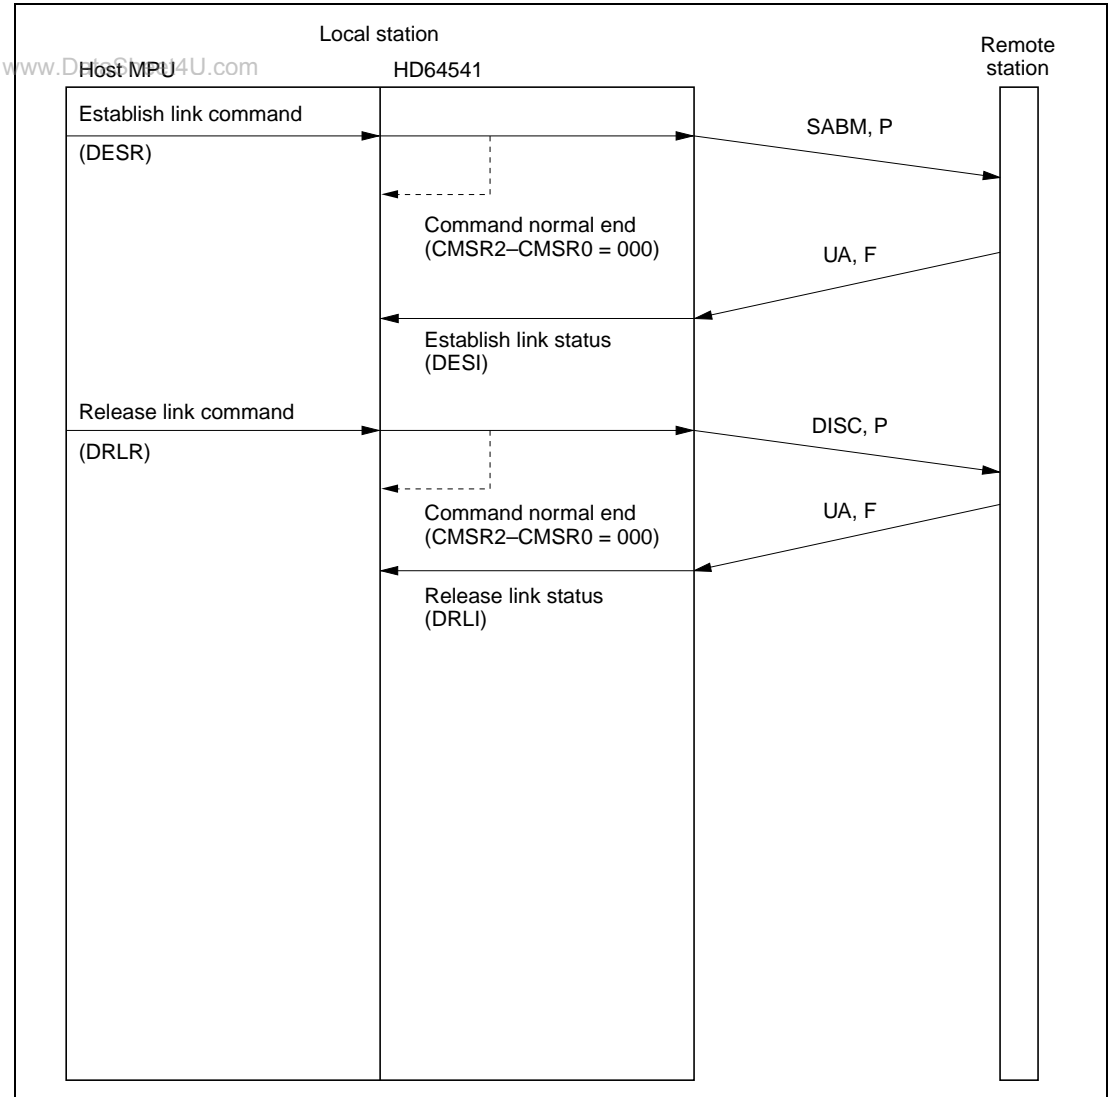 Local station
Remote
station
www.DataSheet4U.com
Host MPU
HD64541
Establish link command
(DESR)
SABM, P
Command normal end
(CMSR2–CMSR0 = 000)
UA, F
Establish link status
(DESI)
Release link command
(DRLR)
DISC, P
Command normal end
(CMSR2–CMSR0 = 000)
UA, F
Release link status
(DRLI)